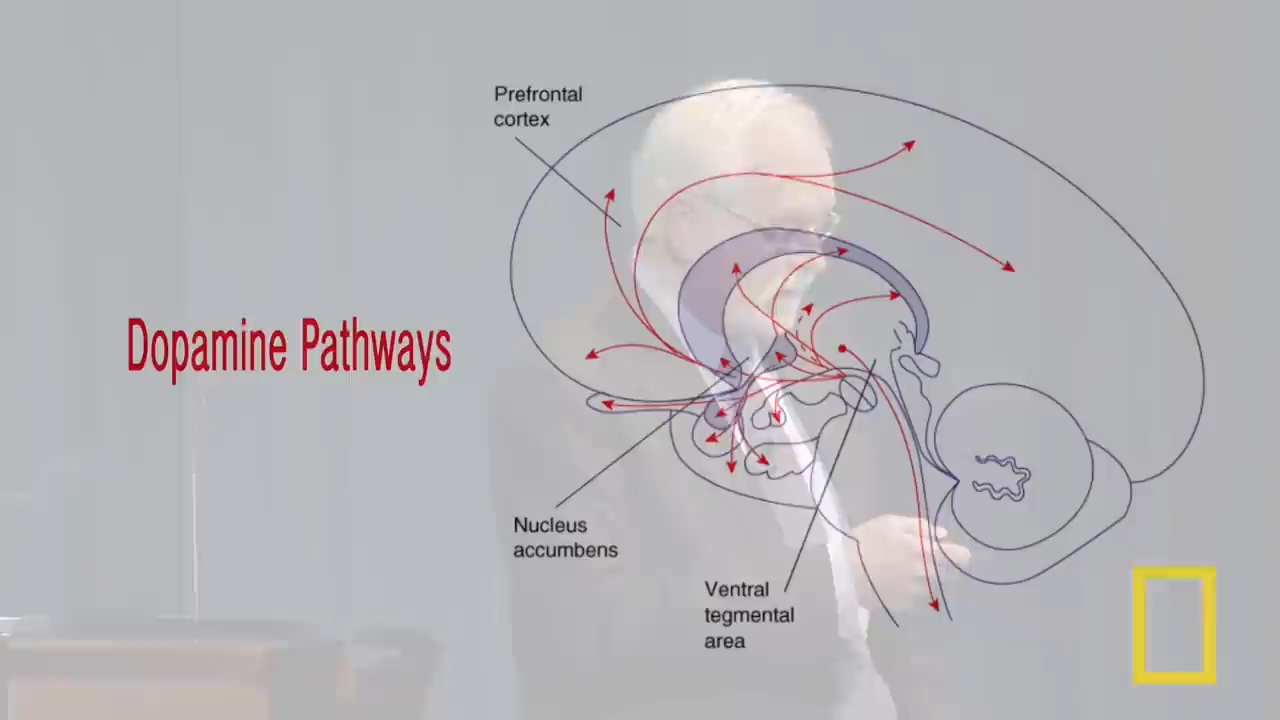 Prefrontal
cortex
Dopamine Pathways
Nucleus
accumbens
Ventral
tegmental
area